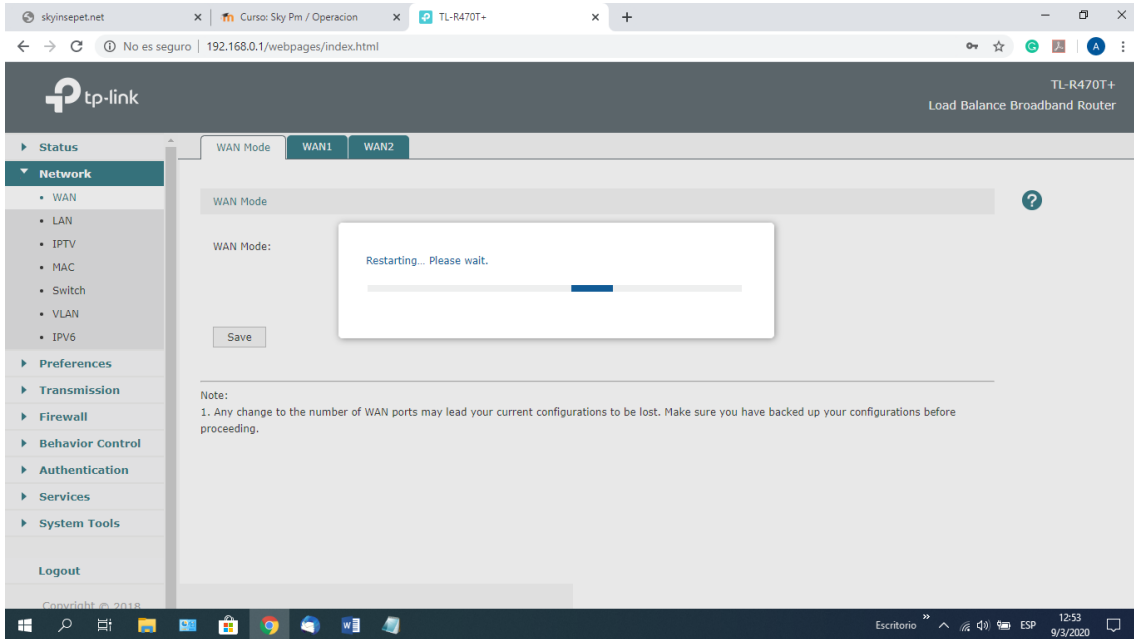 skyinsepet.net
Curso: Sky Pm / Operacion
TL-R470T+
No es seguro | 192.168.0.1/webpages/index.html
A
tp-link
TL-R470T+
Load Balance Broadband Router
Status
Network
WAN
LAN
IPTV
MAC
Switch
VLAN
IPV6
Preferences
Transmission
Firewall
Behavior Control
Authentication
Services
System Tools
Logout
Copyright © 2018
WAN Mode
WAN1
WAN2
WAN Mode
?
WAN Mode:
Restarting... Please wait.
Save
Note:
1. Any change to the number of WAN ports may lead your current configurations to be lost. Make sure you have backed up your configurations before
proceeding.
Escritorio
ESP
12:53
9/3/2020